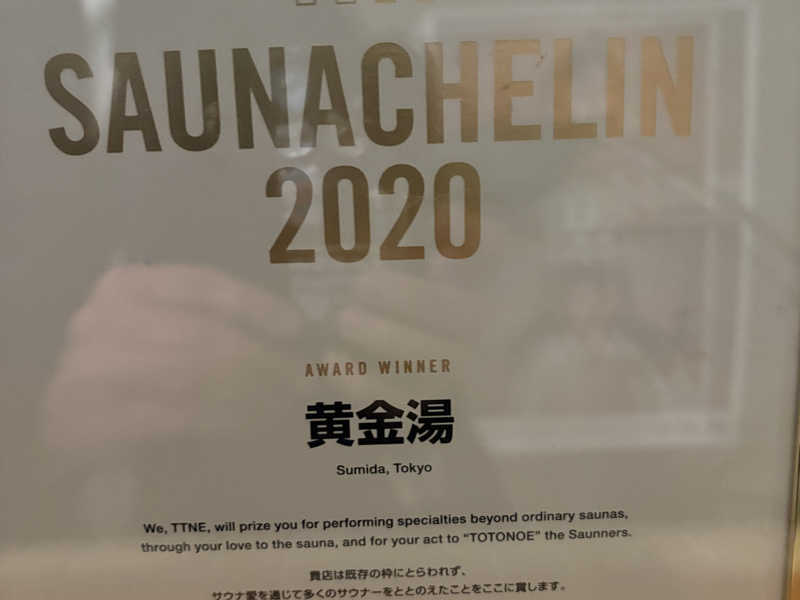 SAUNACHELIN
2020
AWARD WINNER
黄金湯
Sumida, Tokyo
We, TTNE, will prize you for performing specialties beyond ordinary saunas,
through your love to the sauna, and for your act to “TOTONOE” the Saunners.
貴店は既存の枠にとらわれず、
サウナ愛を通じて多くのサウナーをととのえたことをここに賞します。